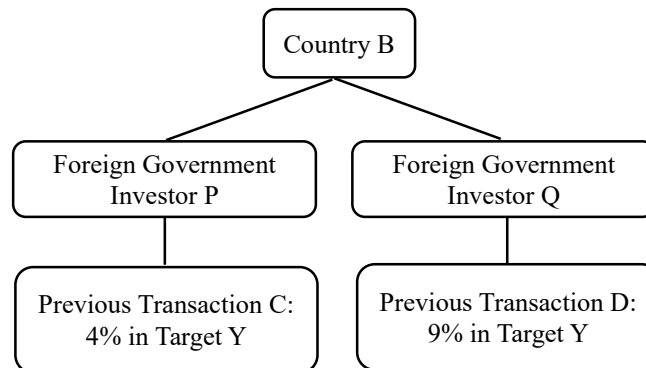 Country B
Foreign Government
Investor P
Foreign Government
Investor Q
Previous Transaction C:
4% in Target Y
Previous Transaction D:
9% in Target Y